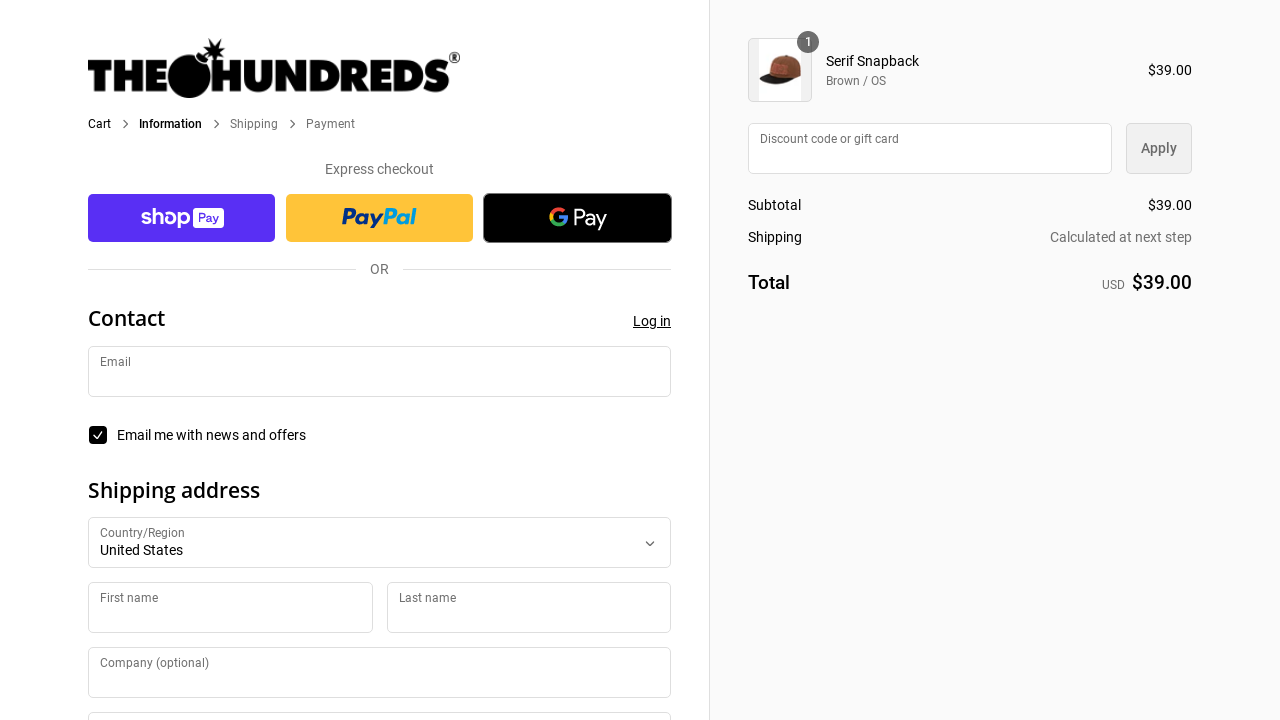 THE HUNDREDS®
Cart > Information > Shipping > Payment
Express checkout
shop Pay
PayPal
G Pay
OR
Contact
Log in
Email
Email me with news and offers
Shipping address
Country/Region
United States
First name
Last name
Company (optional)
1
Serif Snapback
Brown / OS
$39.00
Discount code or gift card
Apply
Subtotal $39.00
Shipping Calculated at next step
Total USD $39.00